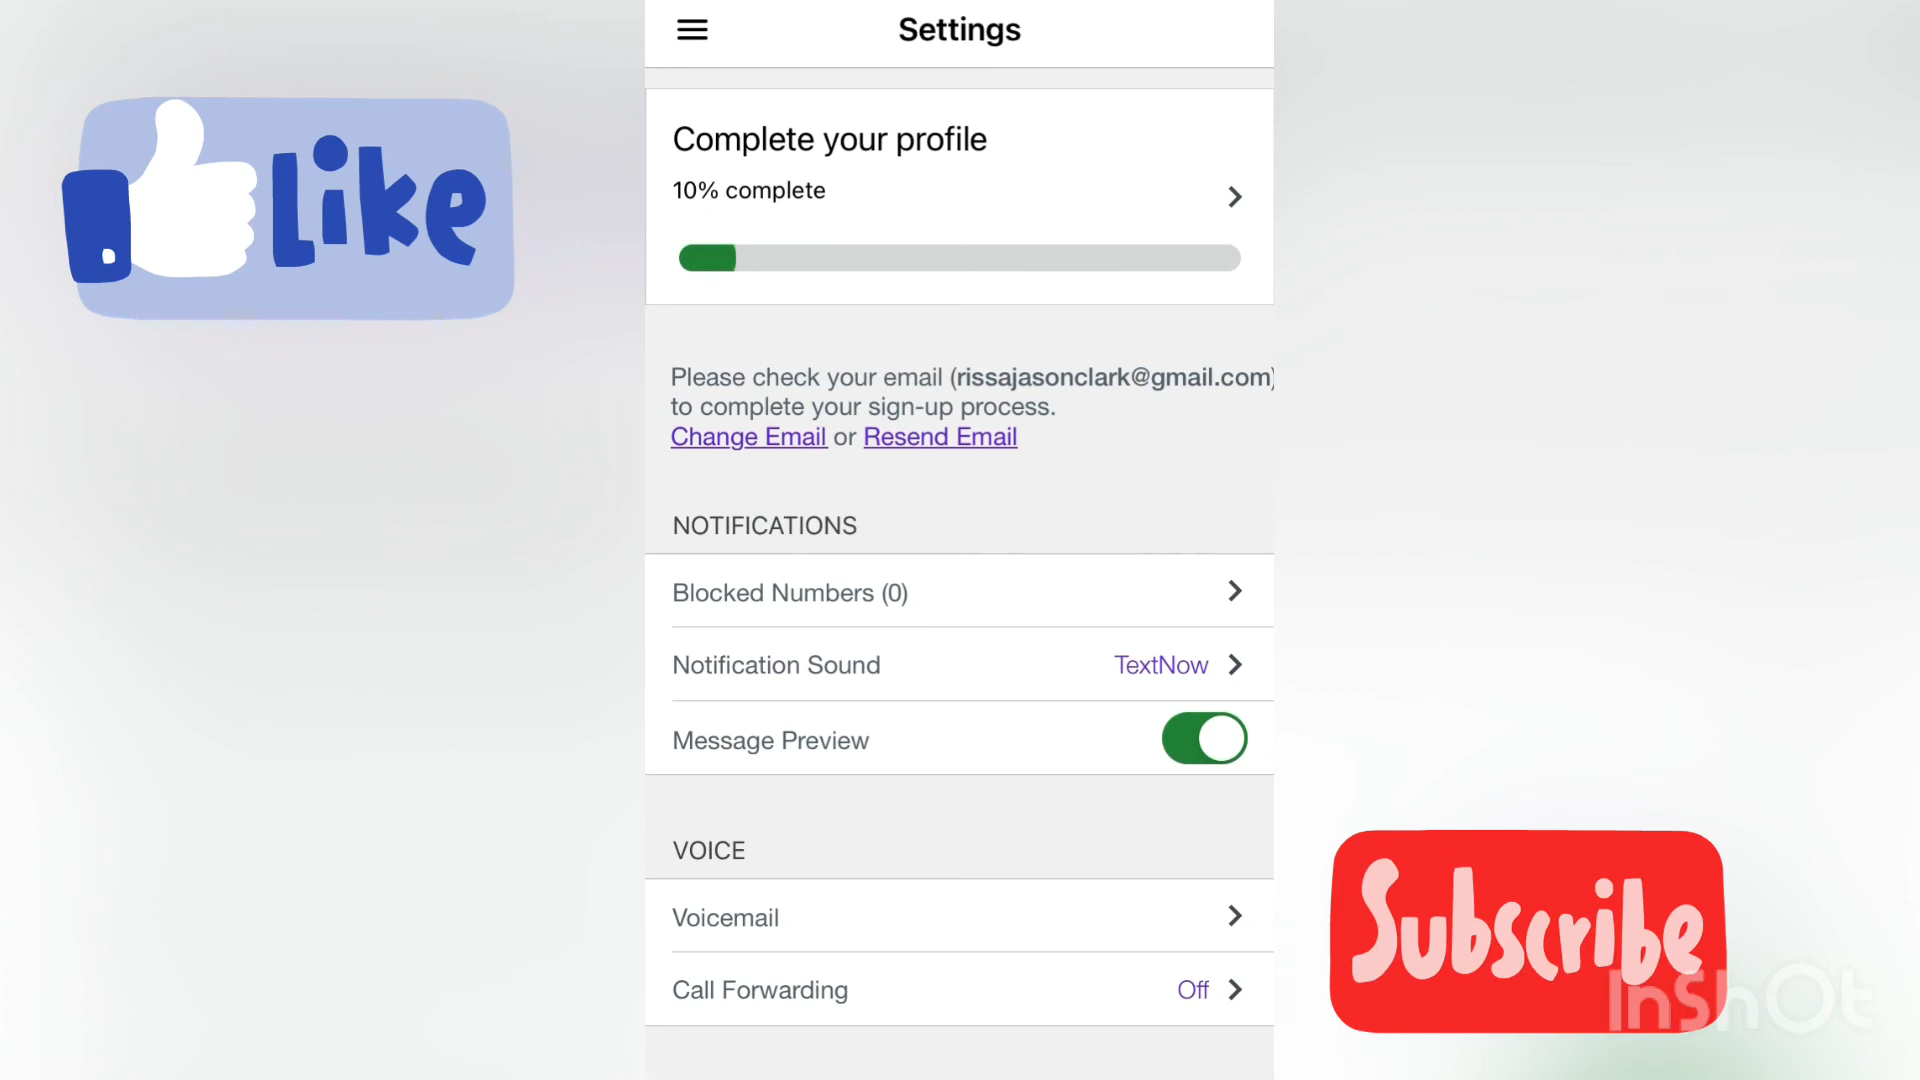 Like
Settings
Complete your profile
10% complete
Please check your email (rissajasonclark@gmail.com)
to complete your sign-up process.
Change Email or Resend Email
NOTIFICATIONS
Blocked Numbers (0)
Notification Sound TextNow
Message Preview
VOICE
Voicemail
Call Forwarding Off
Subscribe
InShOt